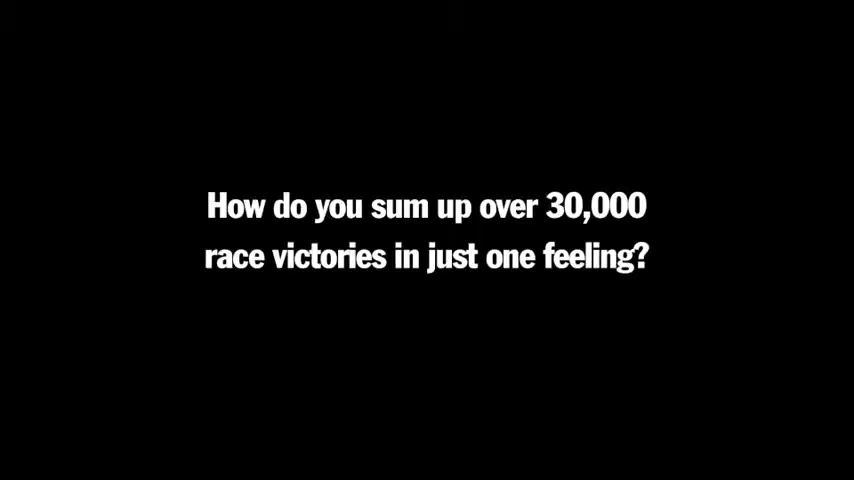 How do you sum up over 30,000
race victories in just one feeling?